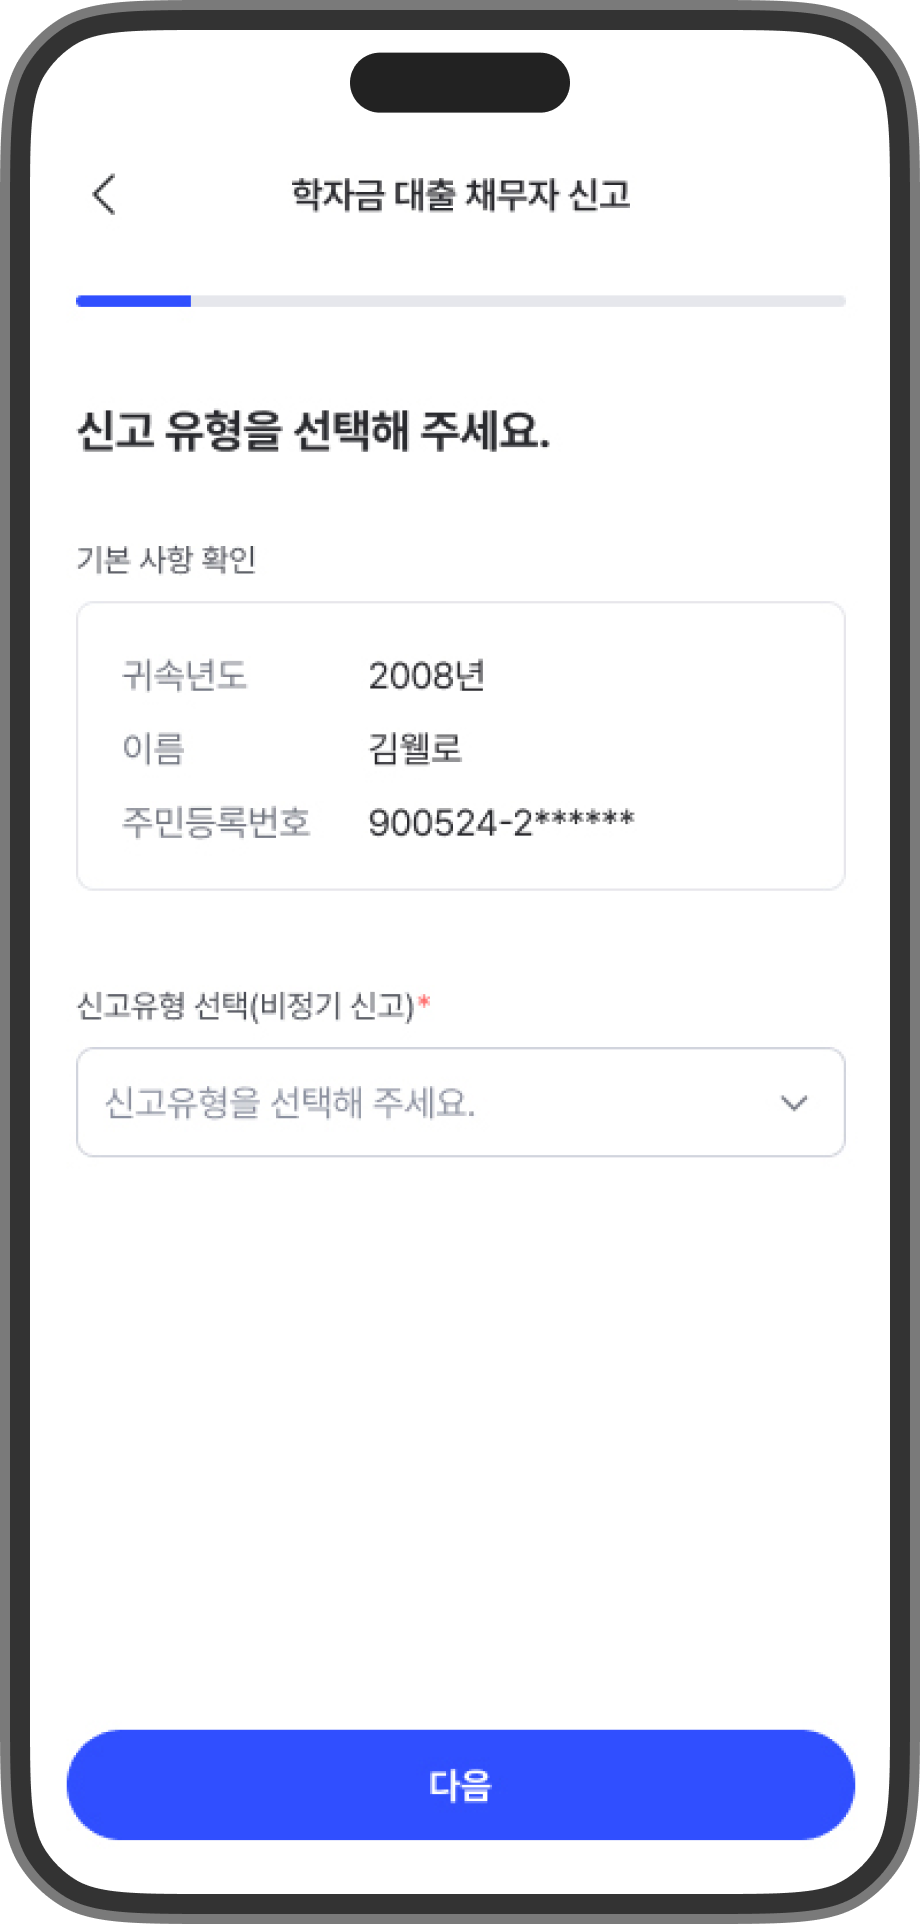 학자금 대출 채무자 신고
신고 유형을 선택해 주세요.
기본 사항 확인
귀속년도 2008년
이름 김웰로
주민등록번호 900524-2******
신고유형 선택(비정기 신고)*
신고유형을 선택해 주세요.
다음